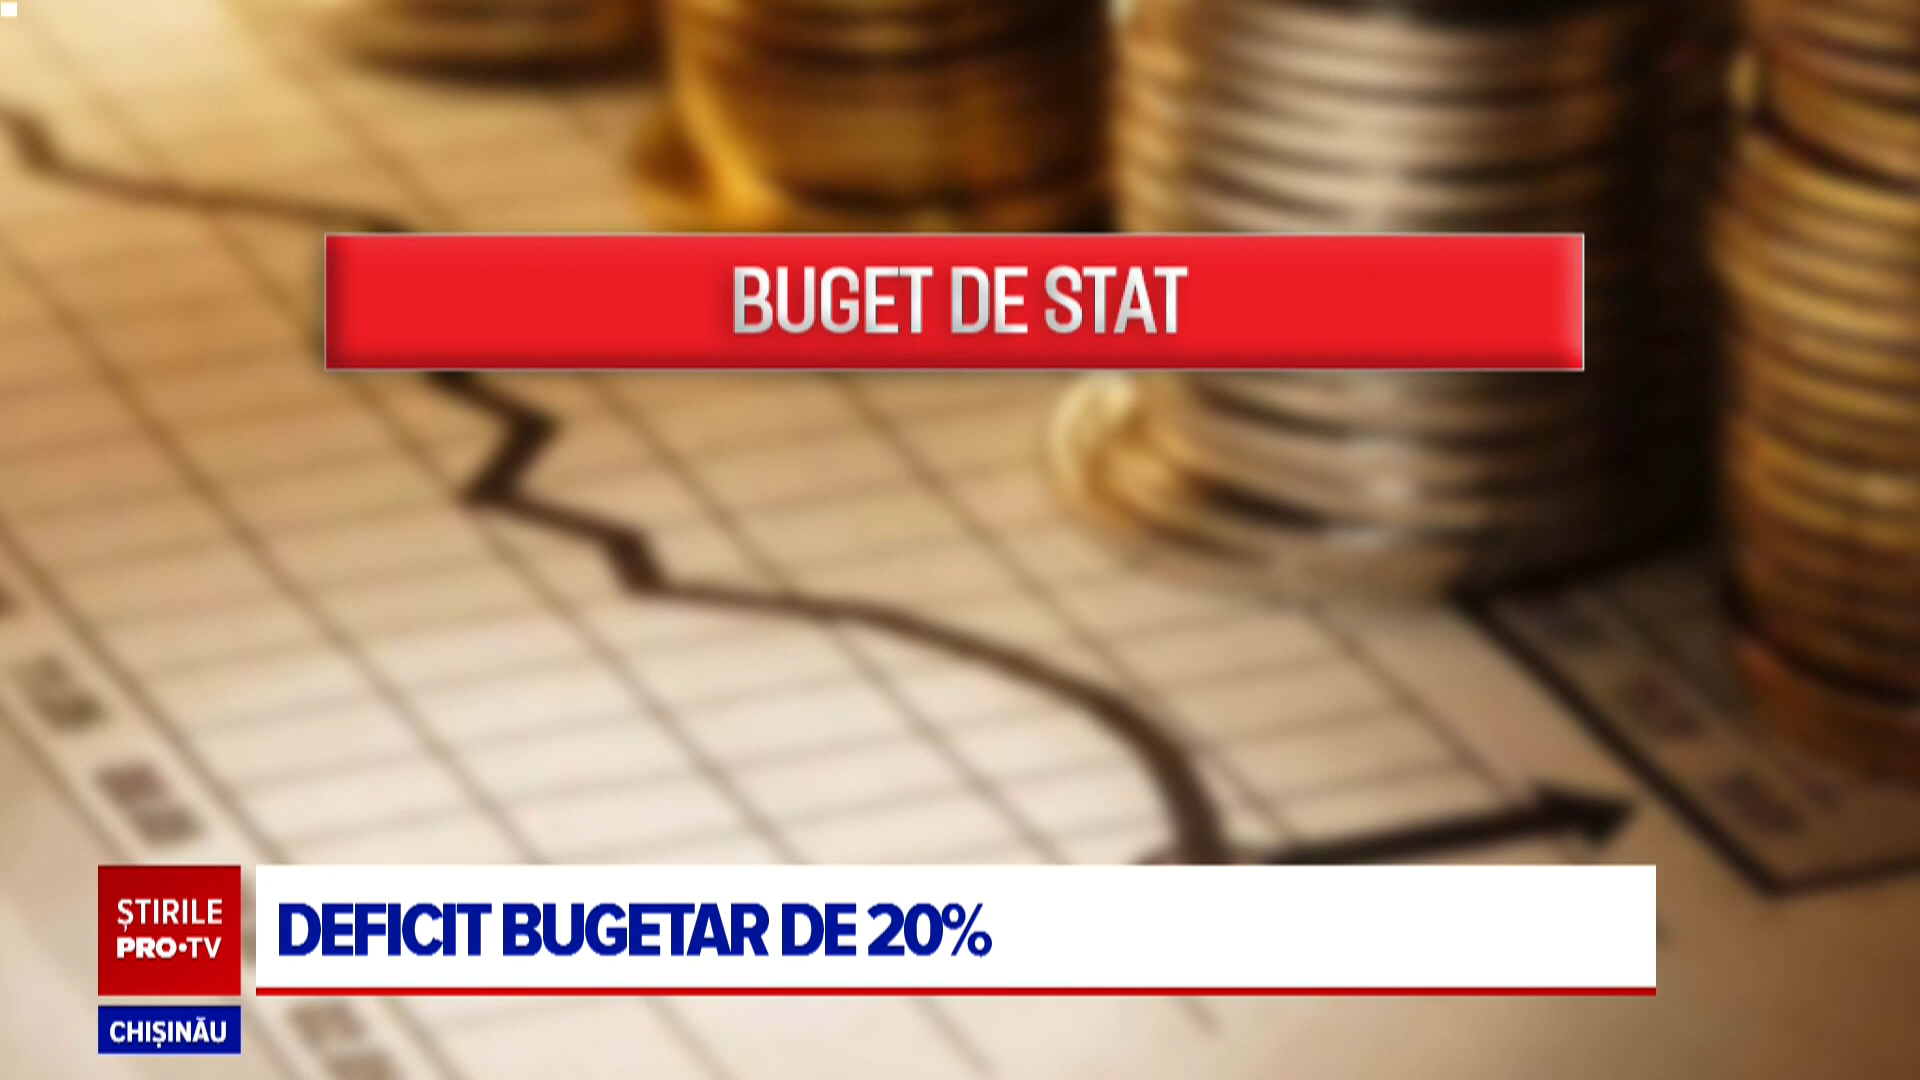 BUGET DE STAT
ȘTIRILE
PRO•TV
DEFICIT BUGETAR DE 20%
CHIȘINĂU